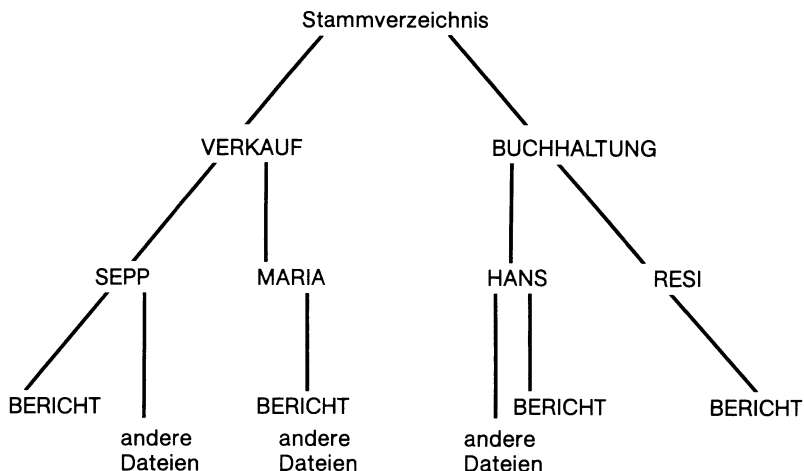 Stammverzeichnis
VERKAUF BUCHHALTUNG
SEPP MARIA HANS RESI
BERICHT BERICHT BERICHT BERICHT
andere andere andere
Dateien Dateien Dateien